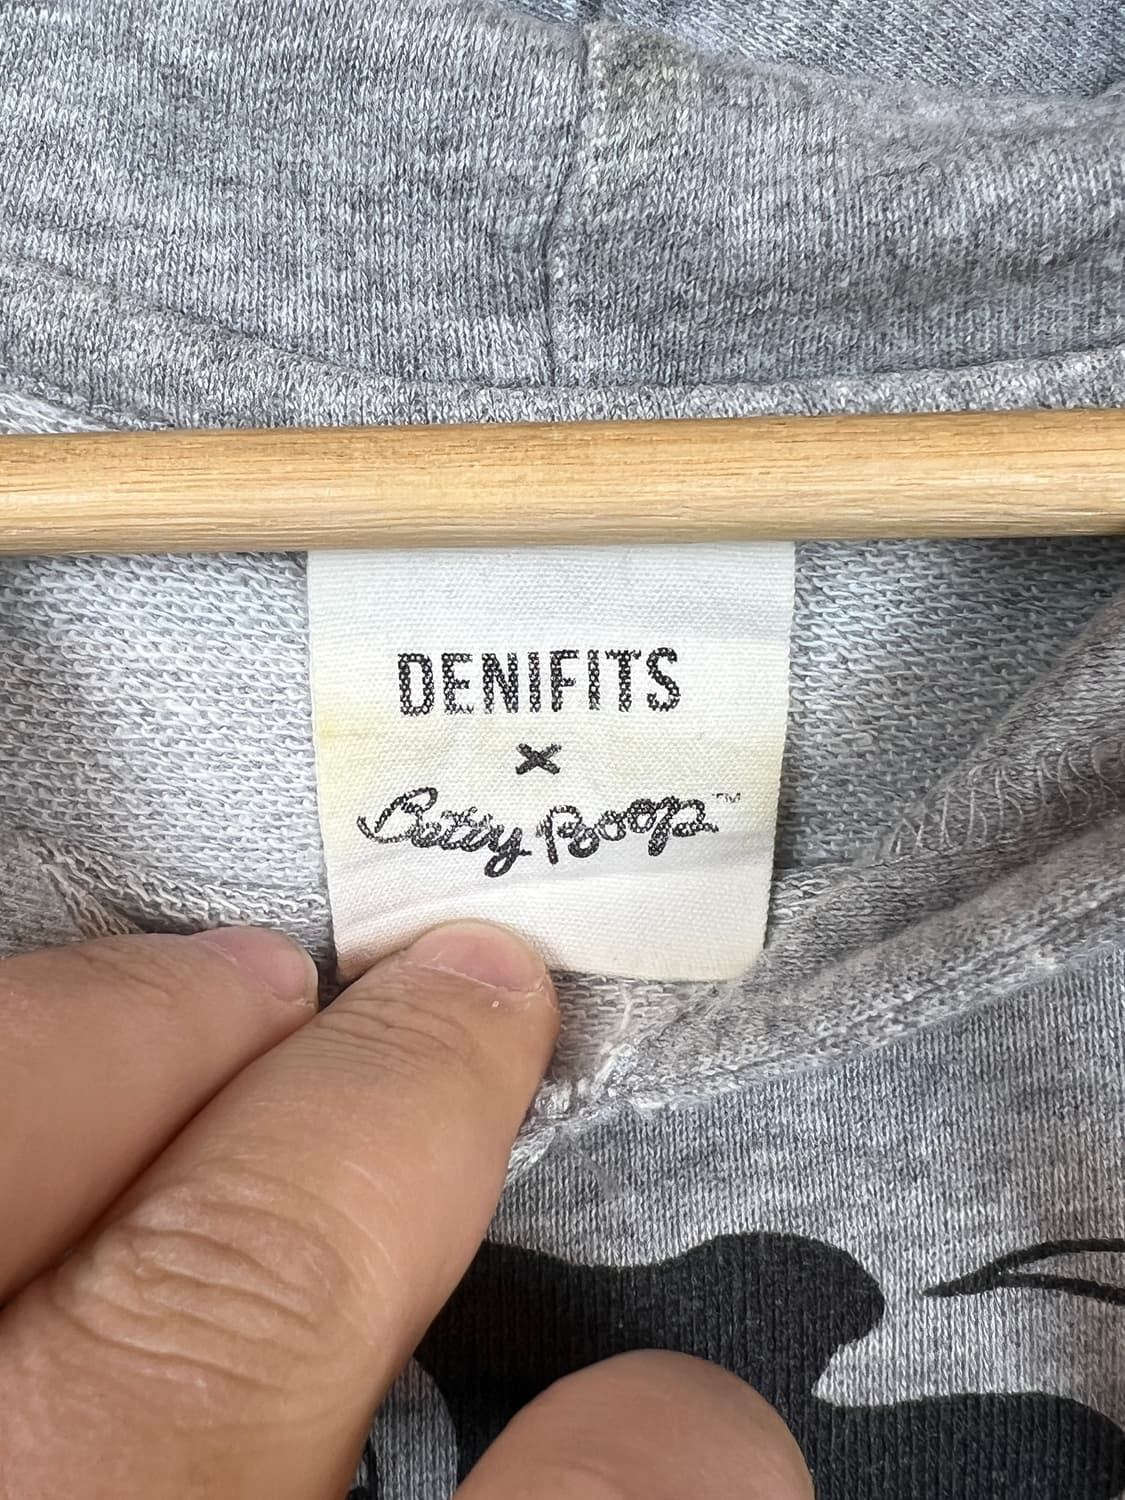 DENIFITS
×
Betty Boop™